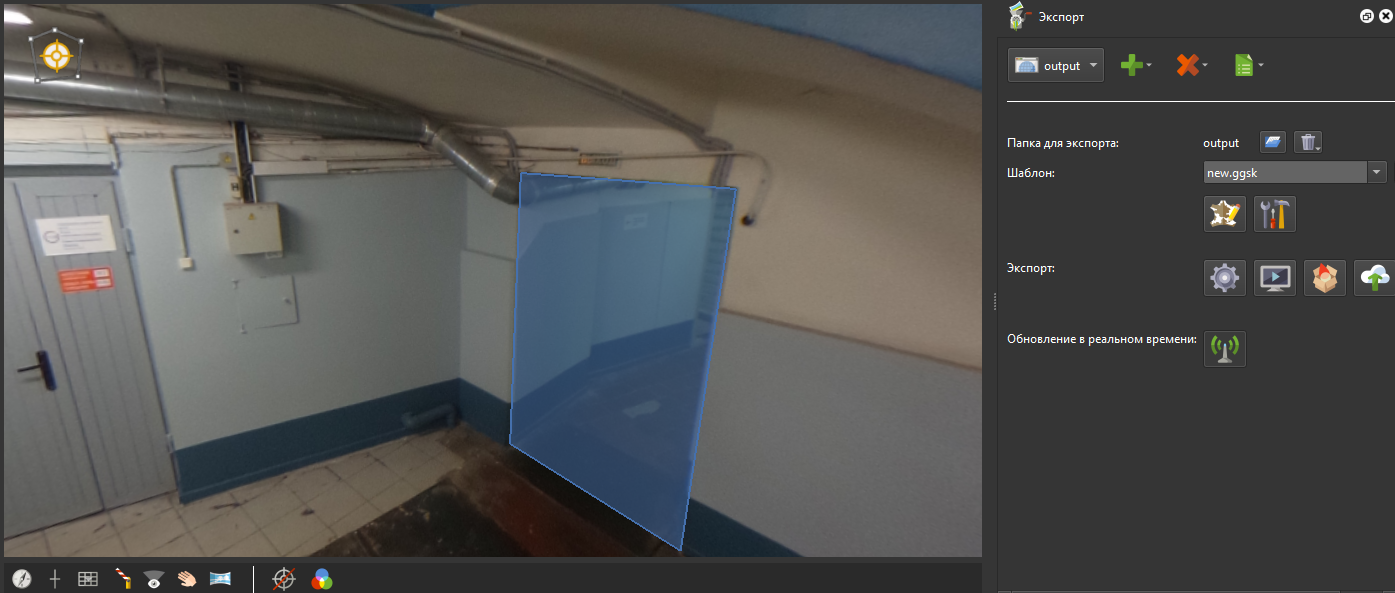 Экспорт
output
Папка для экспорта: output
Шаблон: new.ggsk
Экспорт:
Обновление в реальном времени: